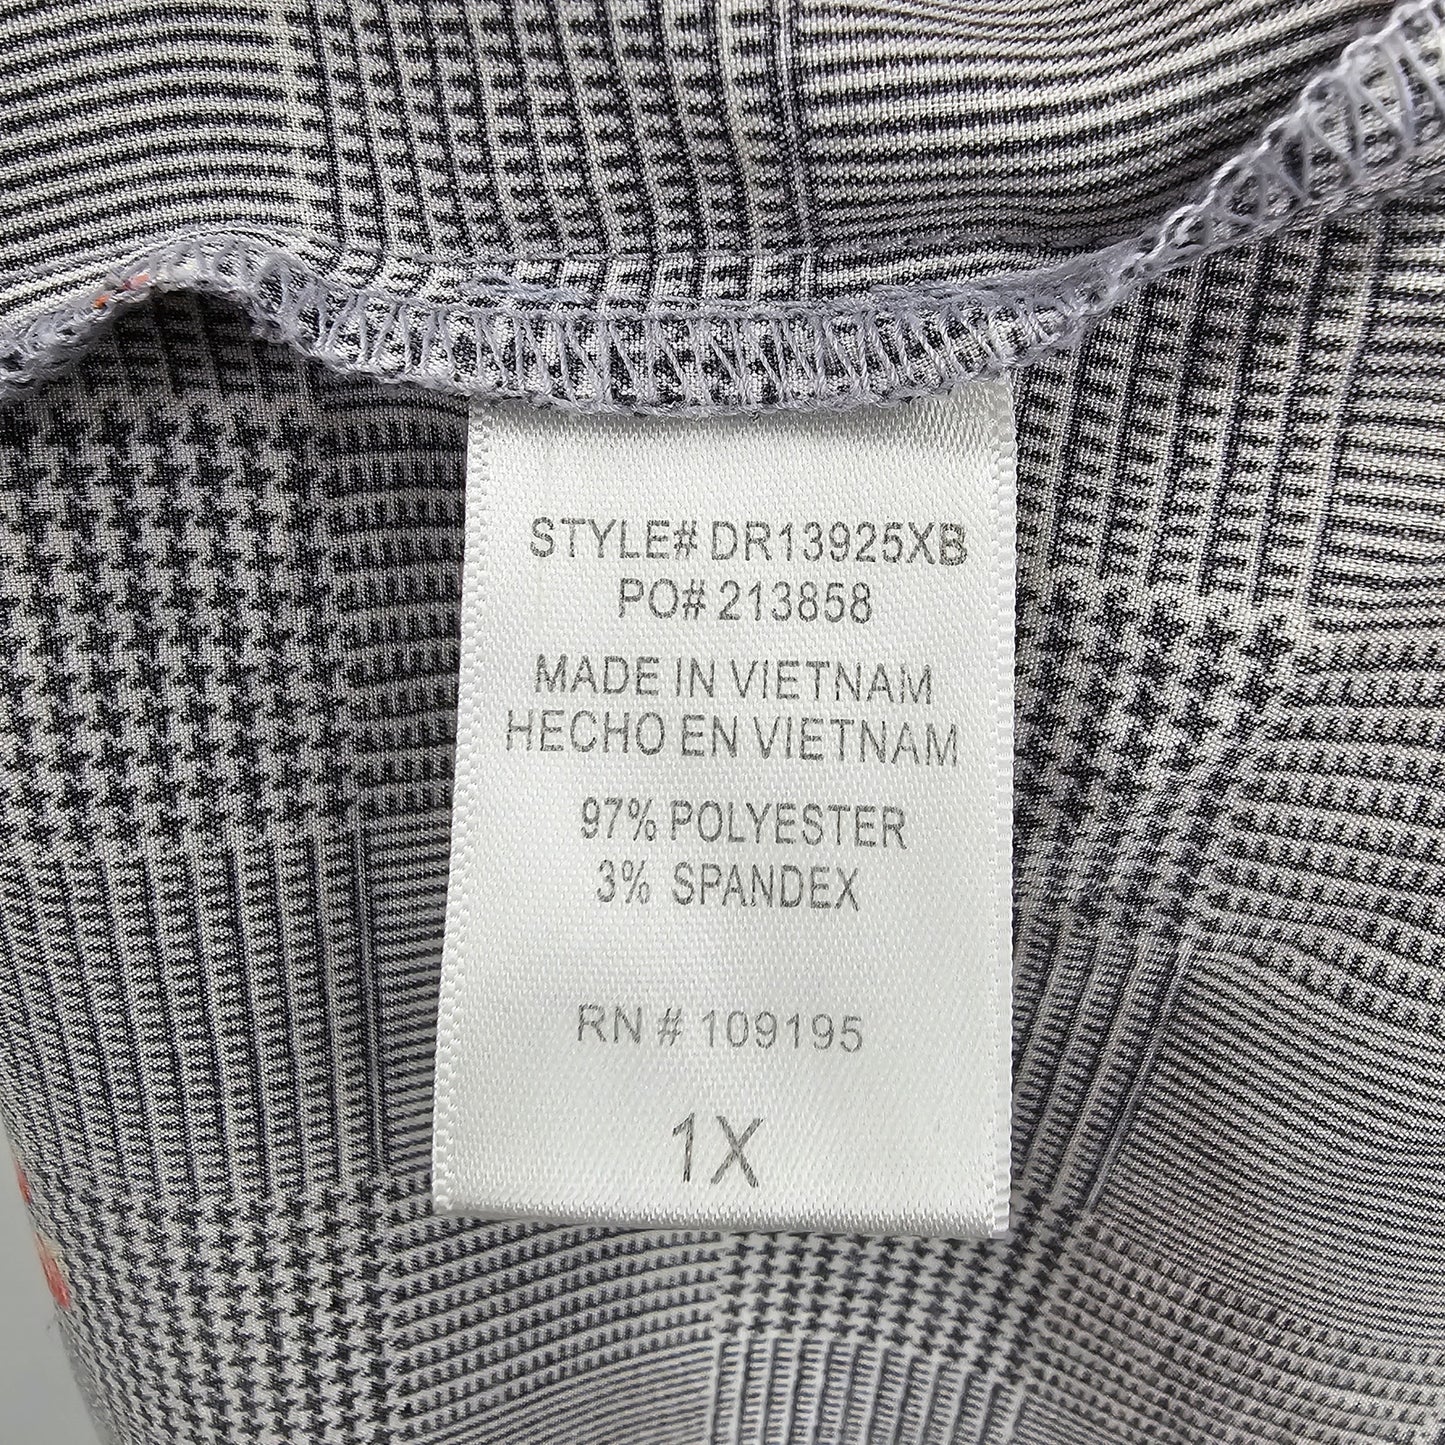 STYLE# DR13925XB
PO# 213858
MADE IN VIETNAM
HECHO EN VIETNAM
97% POLYESTER
3% SPANDEX
RN # 109195
1X